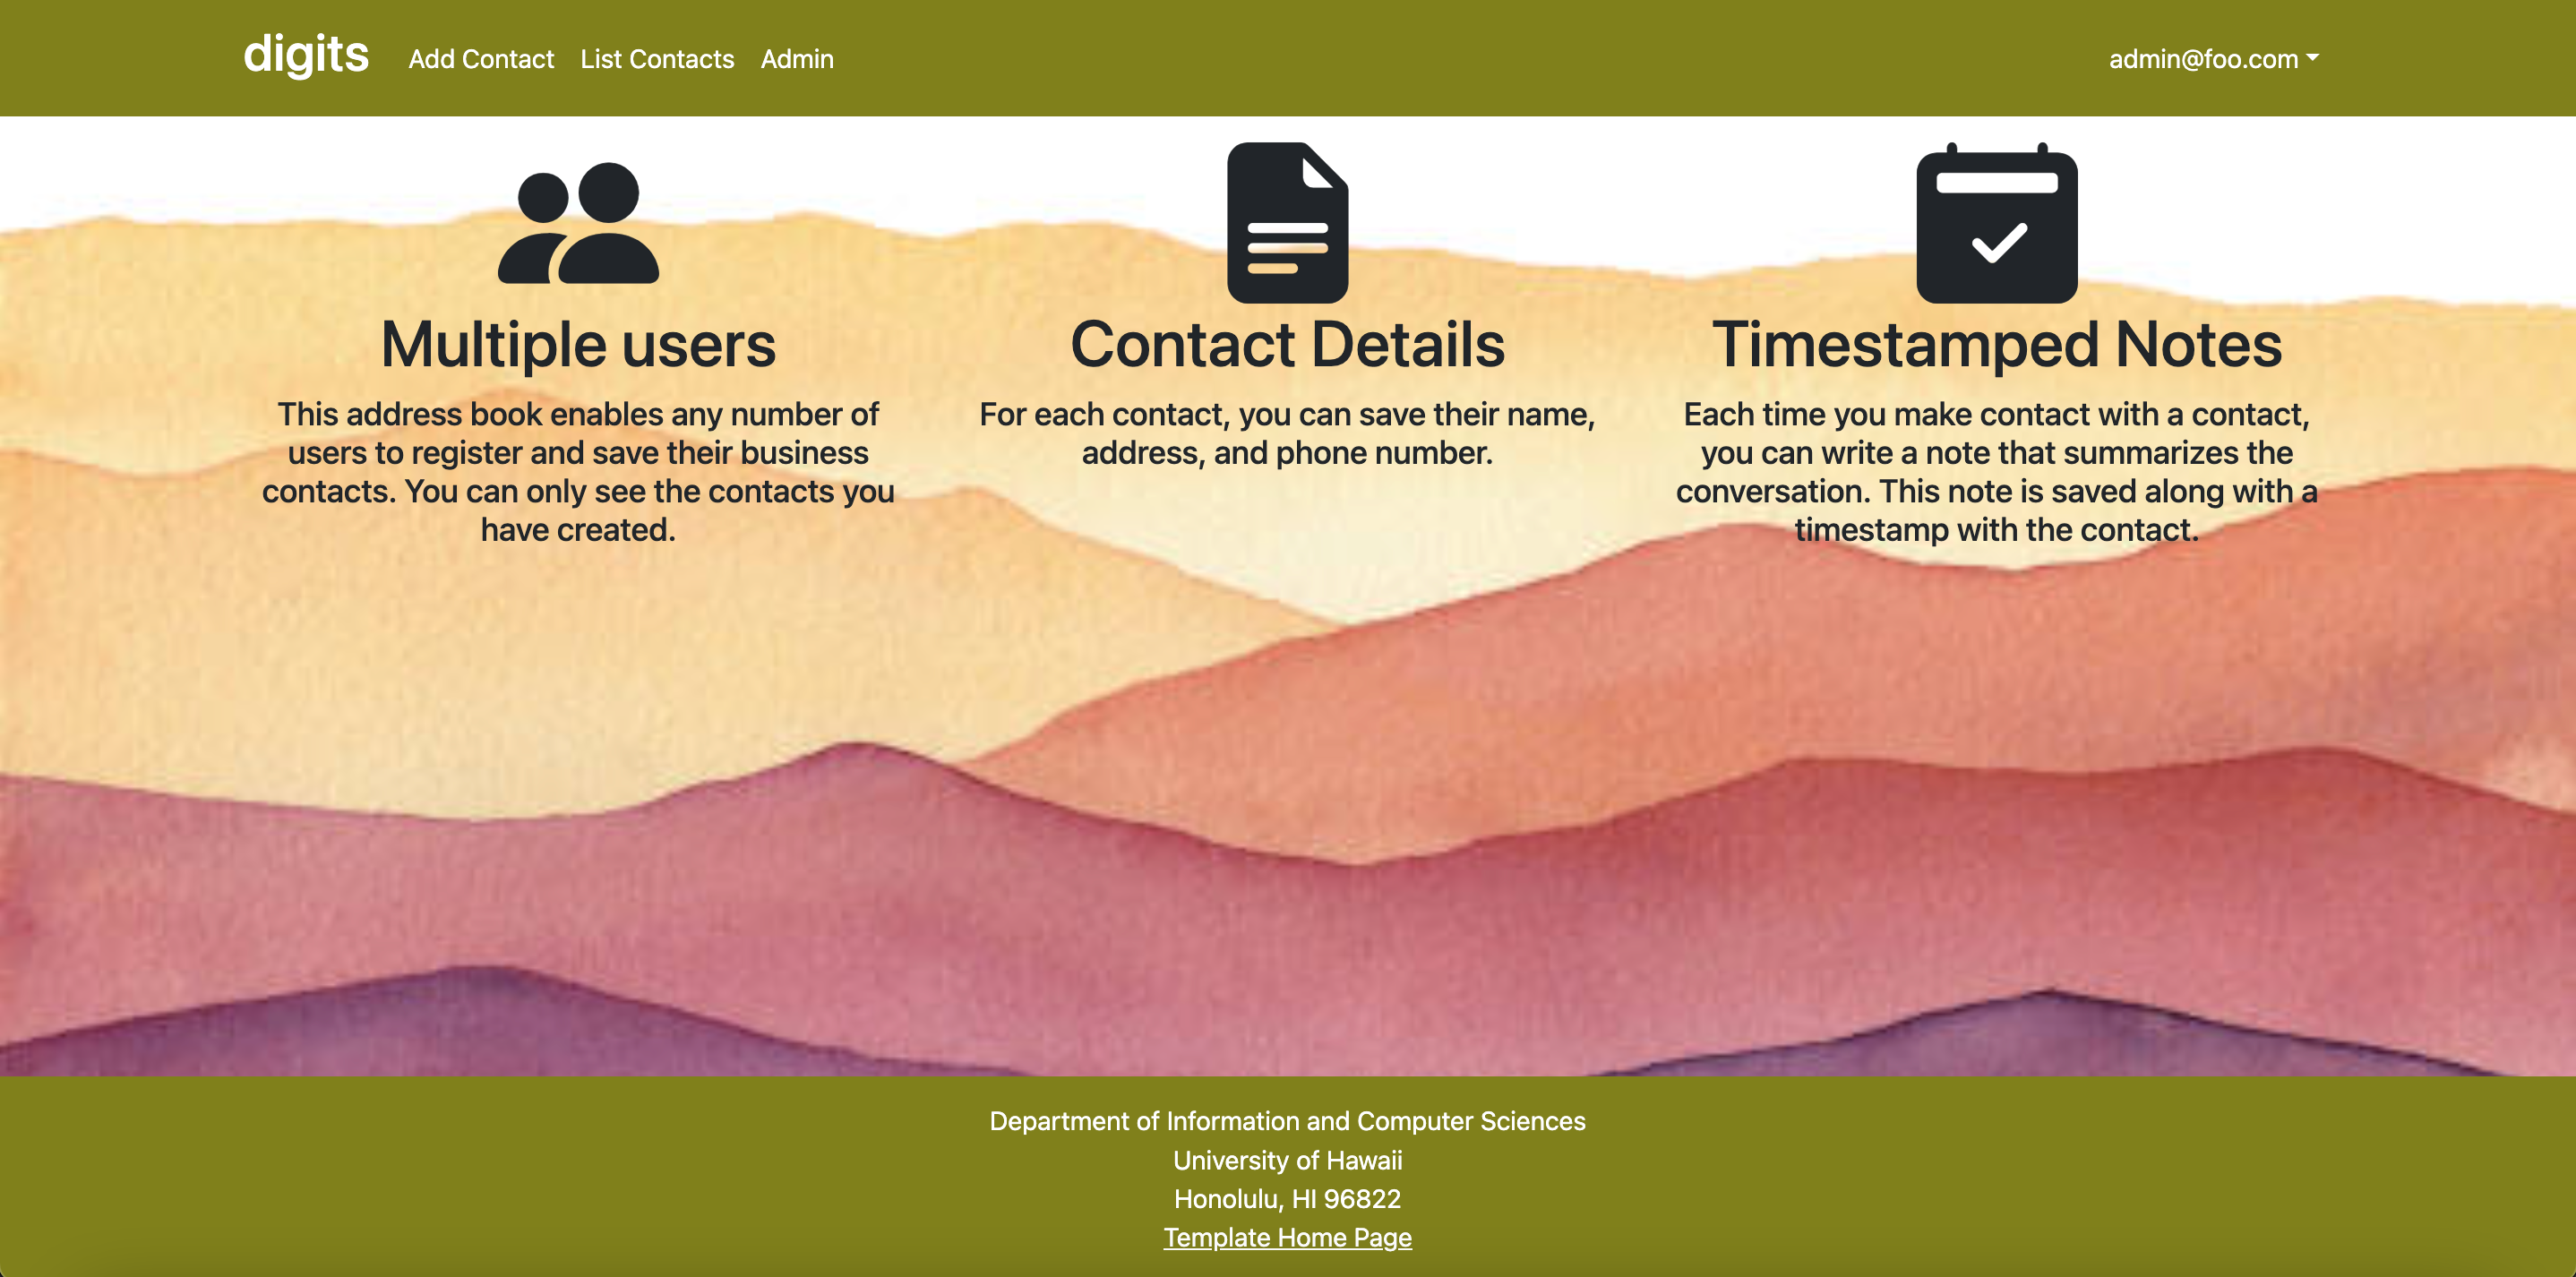 digits
Add Contact
List Contacts
Admin
admin@foo.com
Multiple users
This address book enables any number of
users to register and save their business
contacts. You can only see the contacts you
have created.
Contact Details
For each contact, you can save their name,
address, and phone number.
Timestamped Notes
Each time you make contact with a contact,
you can write a note that summarizes the
conversation. This note is saved along with a
timestamp with the contact.
Department of Information and Computer Sciences
University of Hawaii
Honolulu, HI 96822
Template Home Page